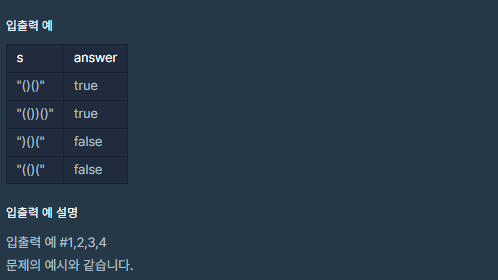 입출력 예
s answer
"()()" true
"(())()" true
")()(" false
"(()(" false
입출력 예 설명
입출력 예 #1,2,3,4
문제의 예시와 같습니다.